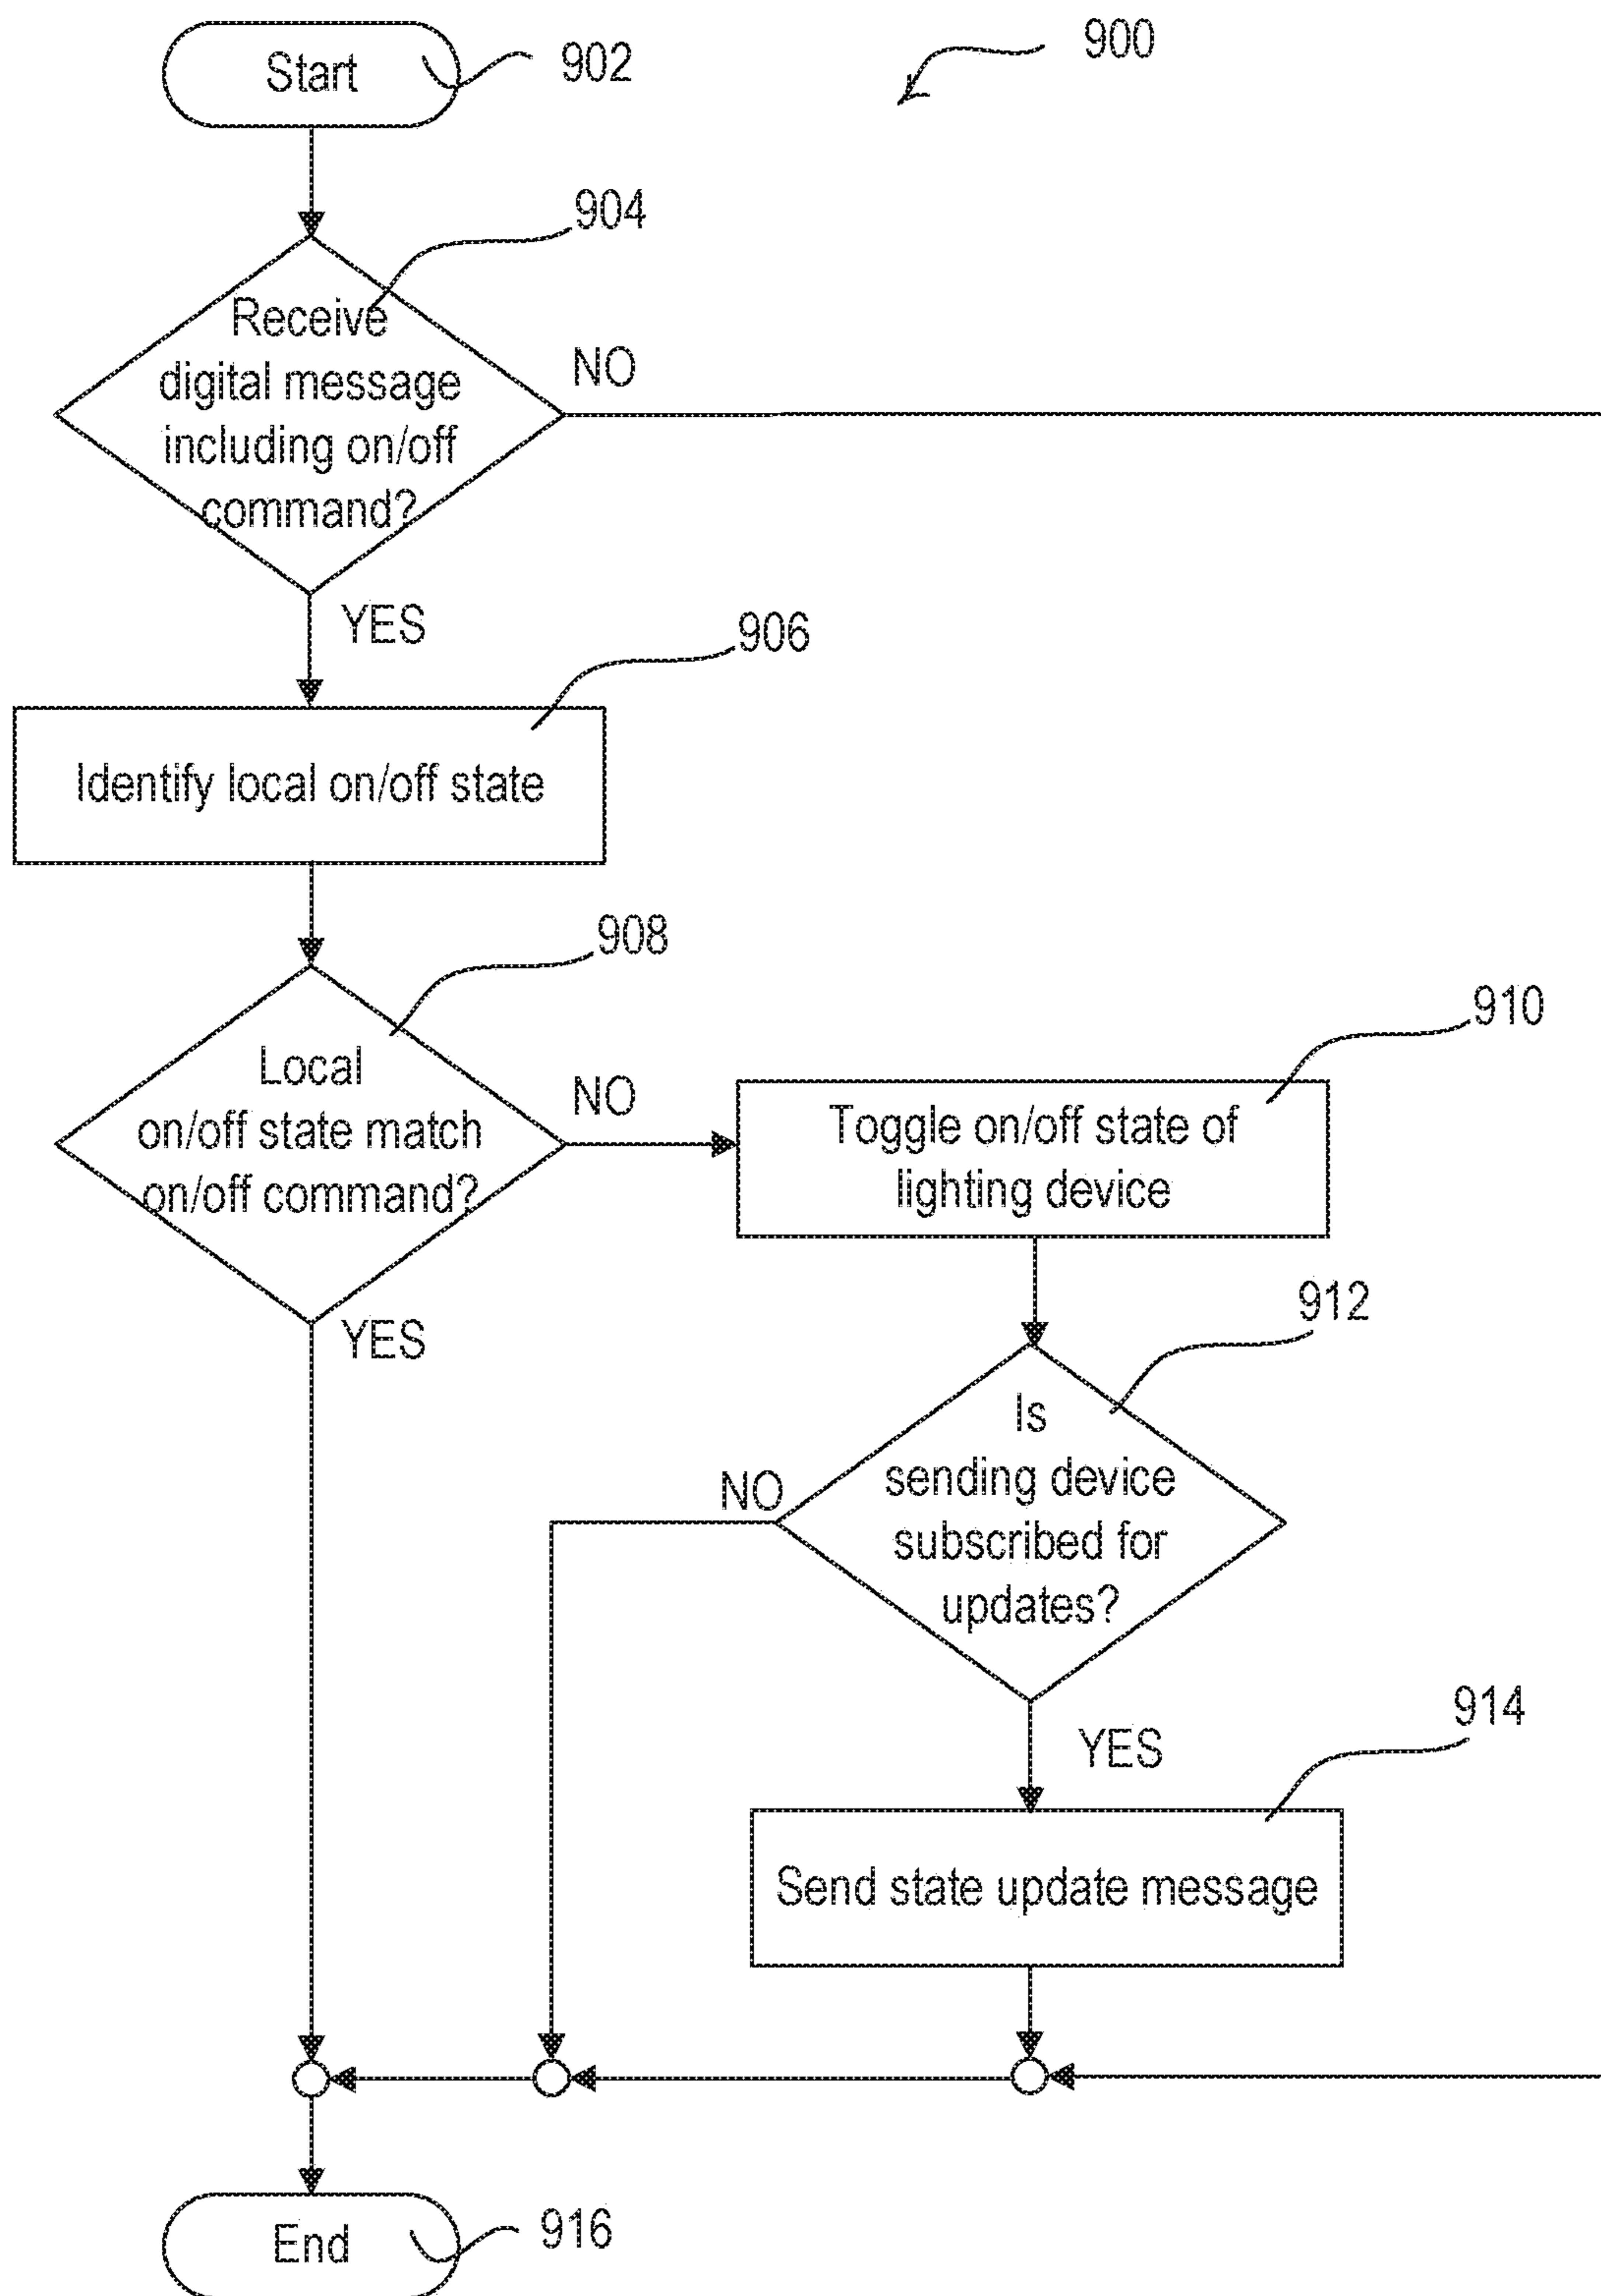 Start
902
900
904
Receive
digital message
including on/off
command?
NO
YES
906
Identify local on/off state
908
Local
on/off state match
on/off command?
NO
YES
910
Toggle on/off state of
lighting device
912
Is
sending device
subscribed for
updates?
NO
YES
914
Send state update message
End
916